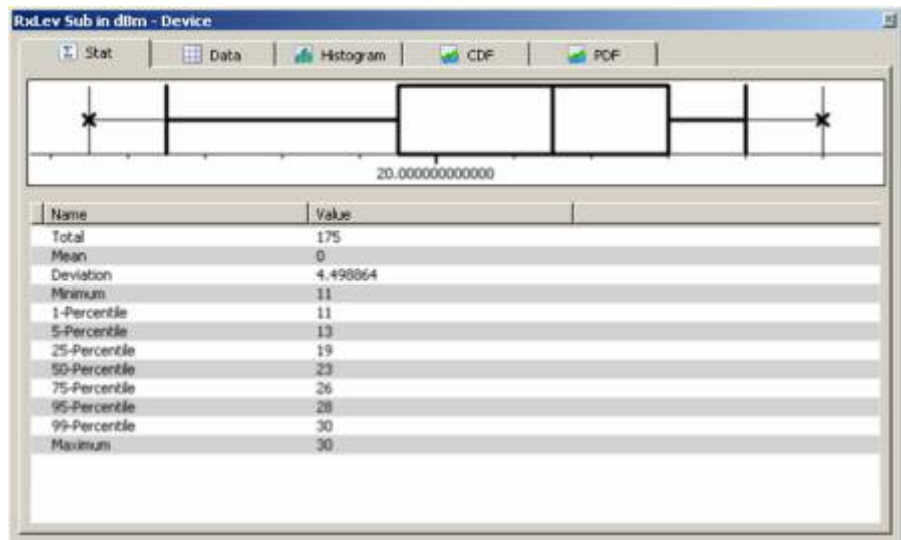 RxLev Sub in dBm - Device
Stat Data Histogram CDF PDF
20.000000000000
Name Value
Total 175
Mean 0
Deviation 4.498864
Minimum 11
1-Percentile 11
5-Percentile 13
25-Percentile 19
50-Percentile 23
75-Percentile 26
95-Percentile 28
99-Percentile 30
Maximum 30